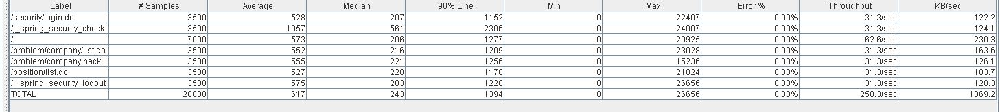 Label # Samples Average Median 90% Line Min Max Error % Throughput KB/sec
/security/login.do 3500 528 207 1152 0 22407 0.00% 31.3/sec 122.2
/j_spring_security_check 3500 1057 561 2306 0 24007 0.00% 31.3/sec 124.1
/ 7000 573 206 1277 0 20925 0.00% 62.6/sec 230.3
/problem/company/list.do 3500 552 216 1209 0 23028 0.00% 31.3/sec 163.6
/problem/company,hack... 3500 555 221 1256 0 15236 0.00% 31.3/sec 126.1
/position/list.do 3500 527 220 1170 0 21024 0.00% 31.3/sec 183.7
/j_spring_security_logout 3500 575 203 1220 0 26656 0.00% 31.3/sec 120.3
TOTAL 28000 617 243 1394 0 26656 0.00% 250.3/sec 1069.2